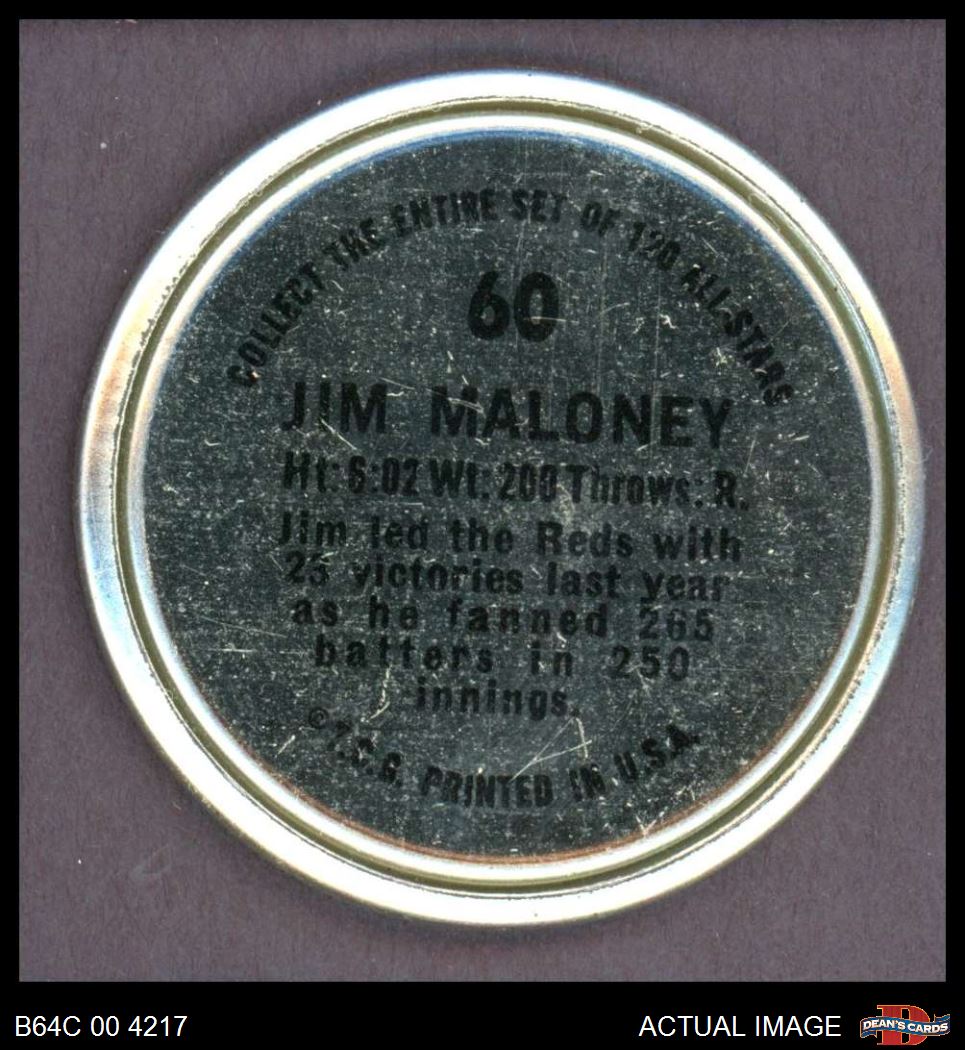 COLLECT THE ENTIRE SET OF 120 ALL-STARS
60
JIM MALONEY
Ht: 6:02 Wt: 200 Throws: R.
Jim led the Reds with
23 victories last year
as he fanned 265
batters in 250
innings.
© T.C.G. PRINTED IN U.S.A.
B64C 00 4217
ACTUAL IMAGE
D
DEAN'S CARDS